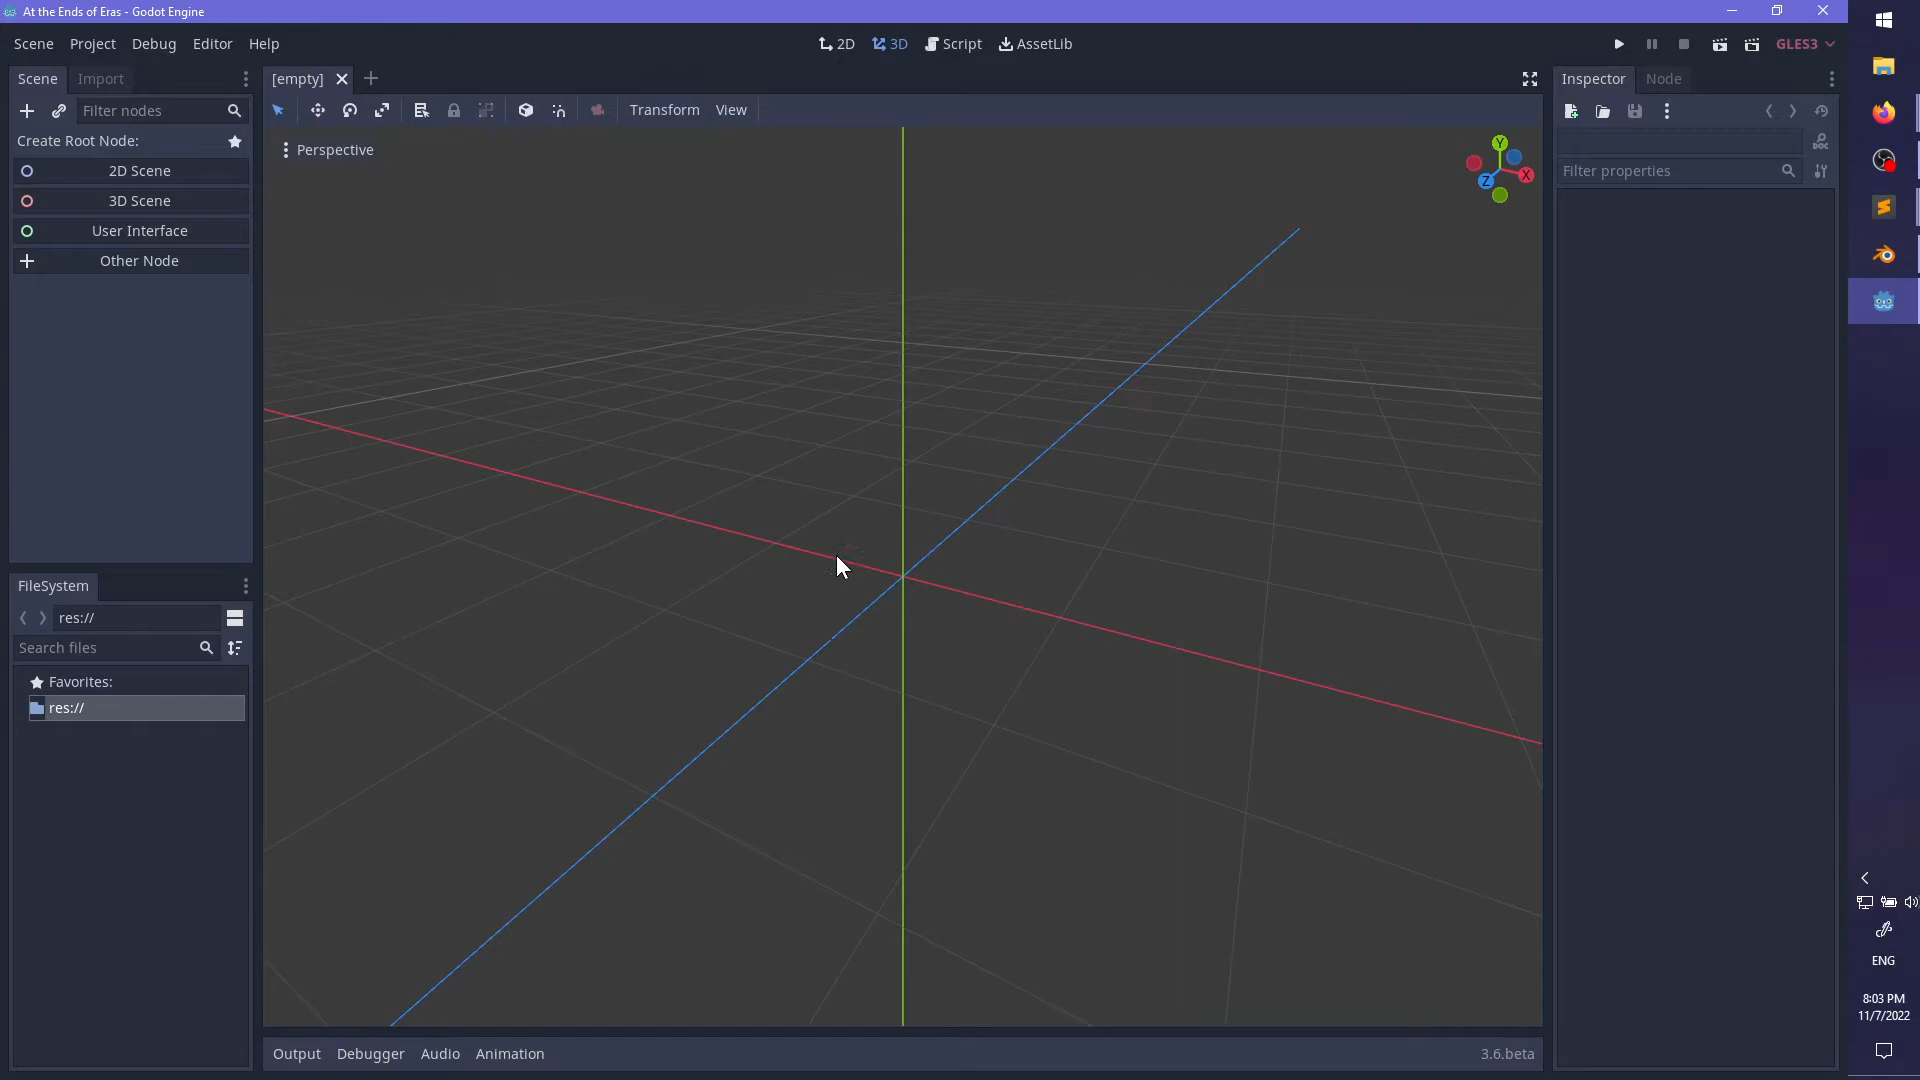 At the Ends of Eras - Godot Engine
Scene Project Debug Editor Help
2D 3D Script AssetLib
GLES3
Scene Import
[empty]
Inspector Node
Filter nodes
Transform View
Create Root Node:
Perspective
2D Scene
3D Scene
User Interface
Other Node
Y
X
Z
DOC
Filter properties
FileSystem
res://
Search files
Favorites:
res://
Output Debugger Audio Animation
3.6.beta
ENG
8:03 PM
11/7/2022